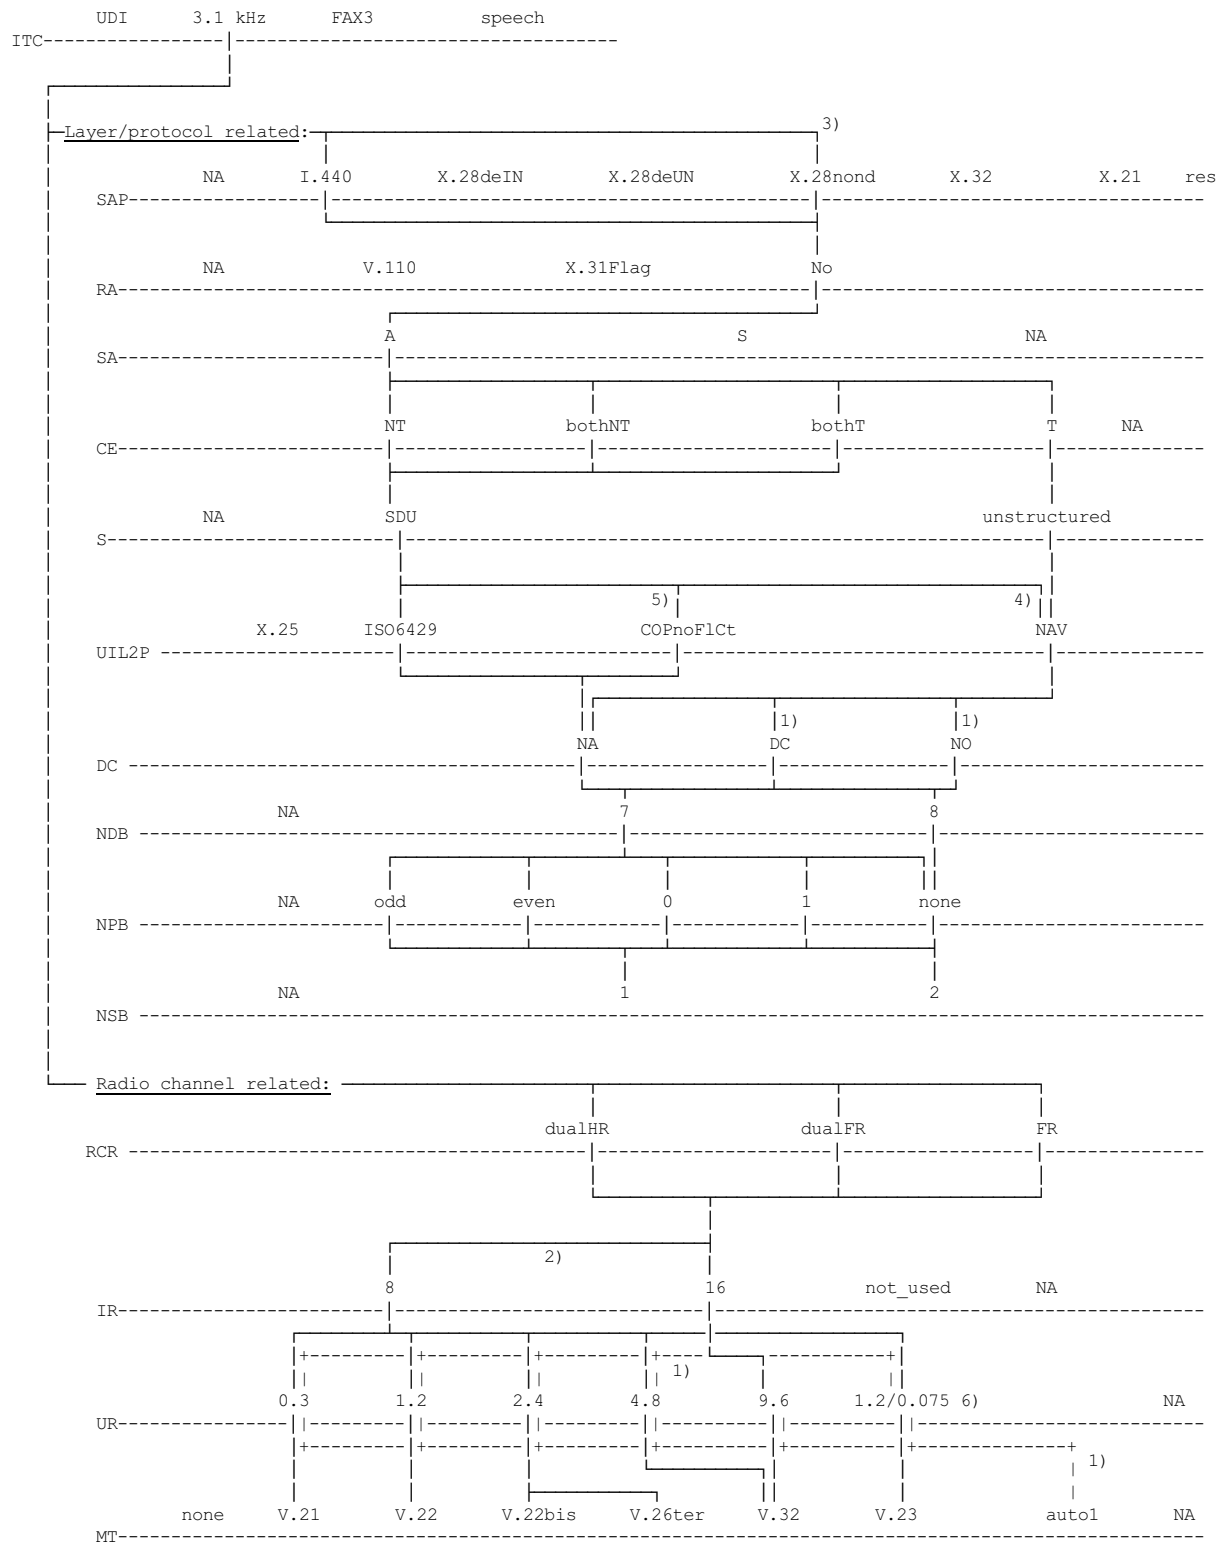 UDI 3.1 kHz FAX3 speech
ITC
Layer/protocol related: 3)
NA I.440 X.28deIN X.28deUN X.28nond X.32 X.21 res
SAP
NA V.110 X.31Flag No
RA
A S NA
SA
NT bothNT bothT T NA
CE
NA SDU unstructured
S
5) 4)
X.25 ISO6429 COPnoFlCt NAV
UIL2P
1) 1)
NA DC NO
DC
NA 7 8
NDB
NA odd even 0 1 none
NPB
NA 1 2
NSB
Radio channel related:
dualHR dualFR FR
RCR
2)
8 16 not_used NA
IR
1)
0.3 1.2 2.4 4.8 9.6 1.2/0.075 6) NA
UR
1)
none V.21 V.22 V.22bis V.26ter V.32 V.23 auto1 NA
MT